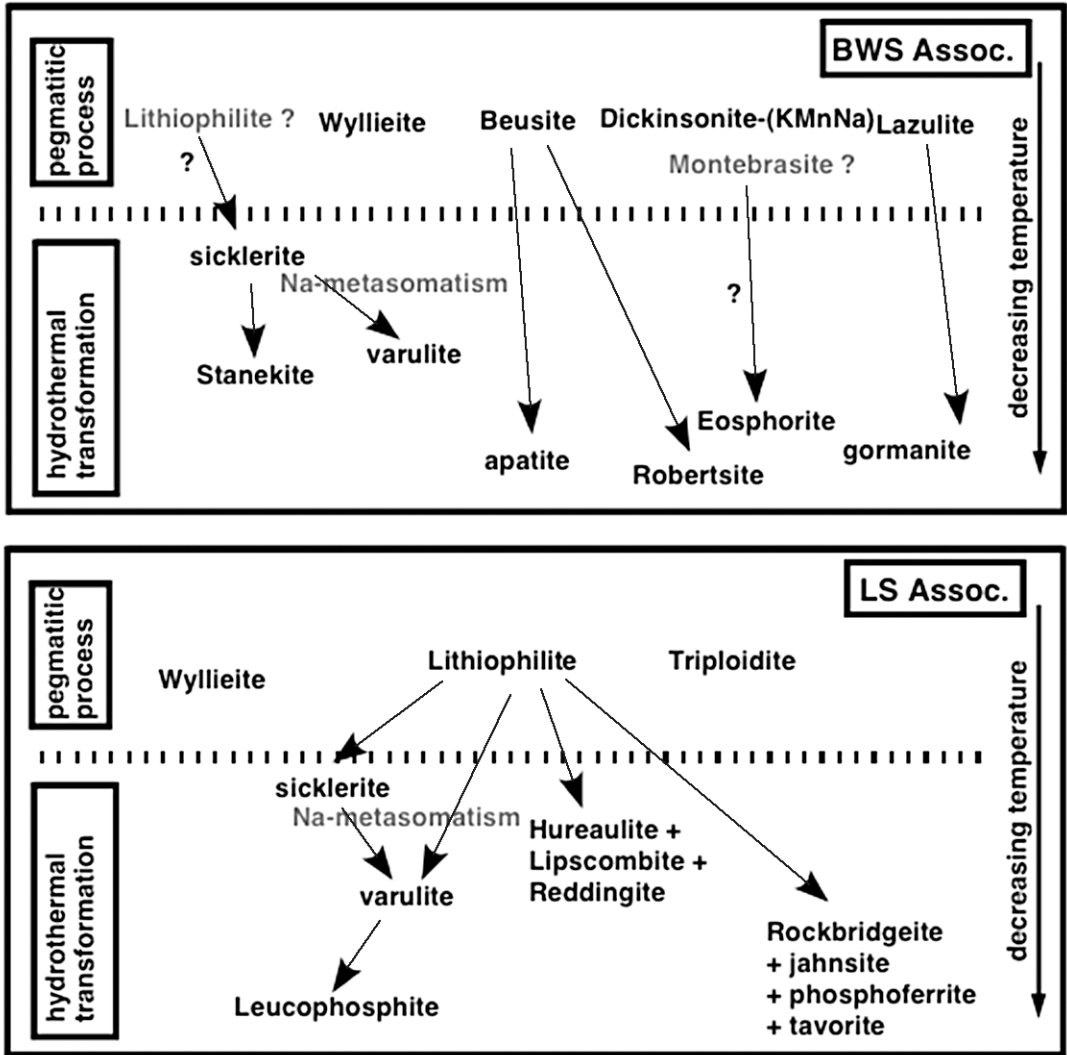 BWS Assoc.
pegmatitic
process
Lithiophilite ?
Wyllieite
Beusite
Dickinsonite-(KMnNa)
Lazulite
?
Montebrasite ?
decreasing temperature
hydrothermal
transformation
sicklerite
Na-metasomatism
?
varulite
Stanekite
Eosphorite
apatite
Robertsite
gormanite
LS Assoc.
pegmatitic
process
Wyllieite
Lithiophilite
Triploidite
decreasing temperature
hydrothermal
transformation
sicklerite
Na-metasomatism
Hureaulite +
Lipscombite +
Reddingite
varulite
Rockbridgeite
+ jahnsite
+ phosphoferrite
+ tavorite
Leucophosphite